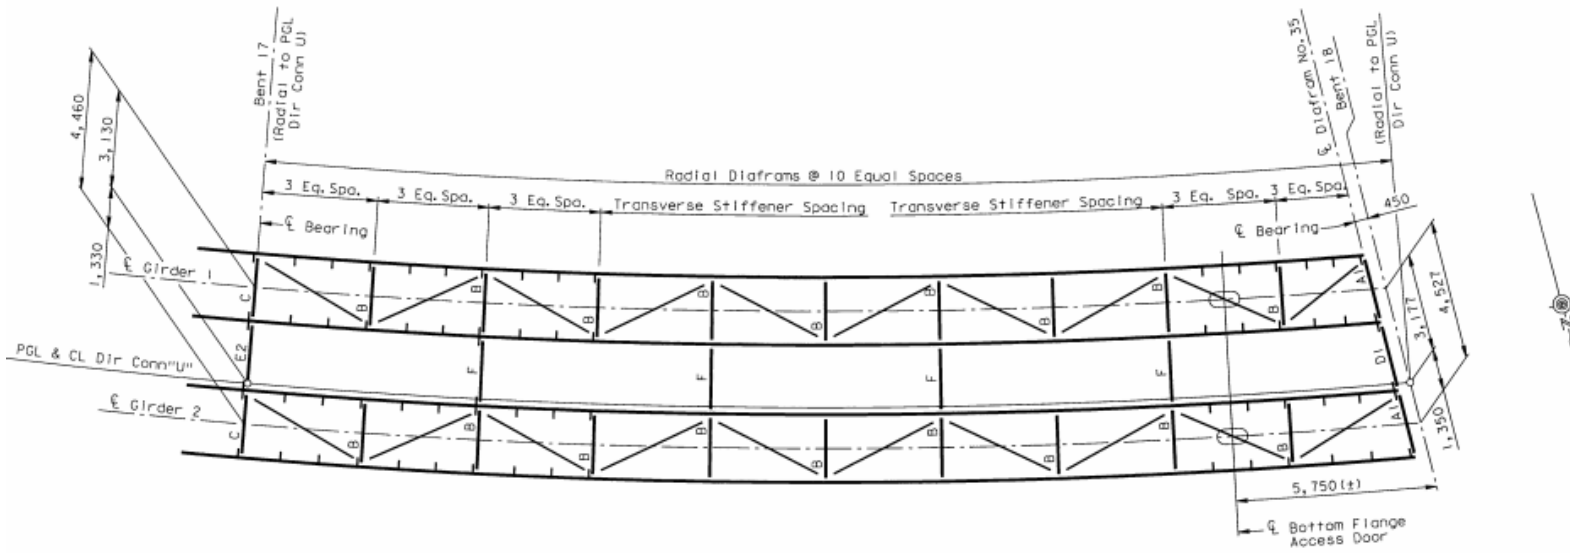 Bent 17
(Radial to PGL
Dir Conn U)
℄ Diafram No. 35
Bent 18
(Radial to PGL
Dir Conn U)
4,460
3,130
1,330
Radial Diaframs @ 10 Equal Spaces
3 Eq. Spa.
3 Eq. Spa.
3 Eq. Spa.
Transverse Stiffener Spacing
Transverse Stiffener Spacing
3 Eq. Spa.
3 Eq. Spa.
450
℄ Bearing
℄ Bearing
℄ Girder 1
C
B
B
B
B
B
B
B
B
B
A1
3,177
4,527
PGL & CL Dir Conn"U"
E2
F
F
F
F
D1
℄ Girder 2
C
B
B
B
B
B
B
B
B
B
A1
1,350
5,750(±)
℄ Bottom Flange
Access Door